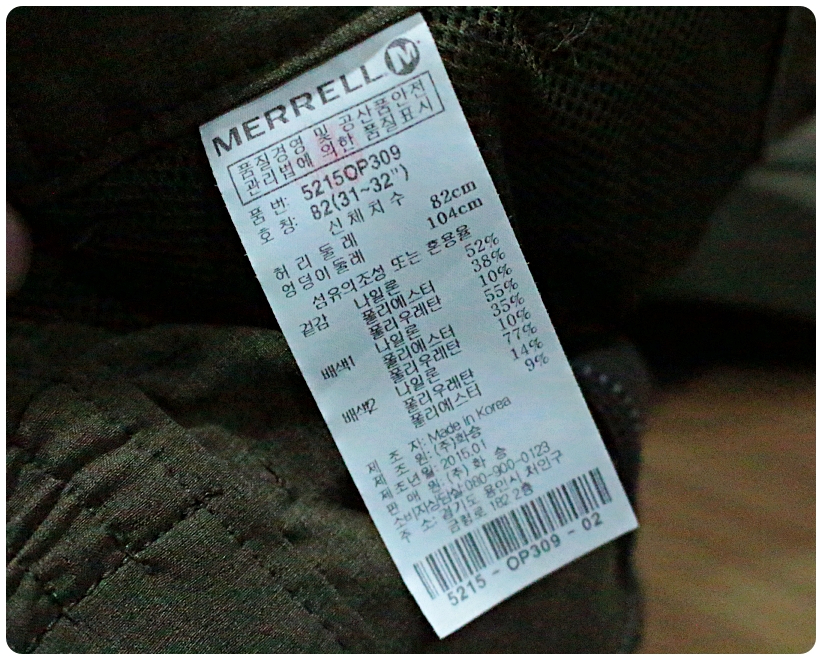 MERRELL M
품질경영 및 공산품안전
관리법에 의한 품질표시
품 번: 5215OP309
호 칭: 82(31~32")
신체치수
허 리 둘 레 82cm
엉덩이둘레 104cm
섬유의조성 또는 혼용율
겉감 나일론 52%
폴리에스터 38%
폴리우레탄 10%
배색1 나일론 55%
폴리에스터 35%
폴리우레탄 10%
배색2 나일론 77%
폴리우레탄 14%
폴리에스터 9%
제 조 자: Made in Korea
제 조 원: (주)화승
제조년월: 2015.01
판 매 원: (주) 화 승
소비자상담실: 080-900-0123
주 소: 경기도 용인시 처인구
182 2층
5215 - OP309 - 02